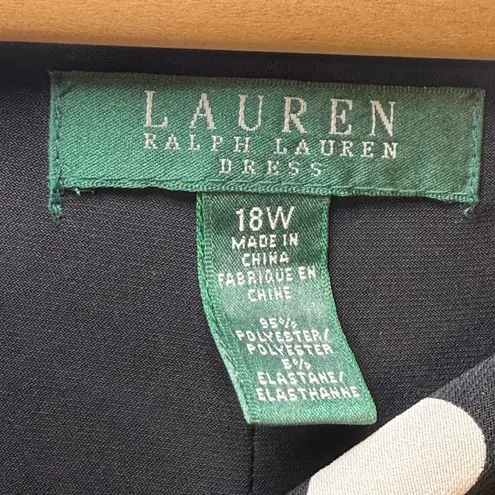 LAUREN
RALPH LAUREN
DRESS
18W
MADE IN
CHINA
FABRIQUE EN
CHINE
95%
POLYESTER/
POLYESTER
5%
ELASTANE/
ELASTHANNE